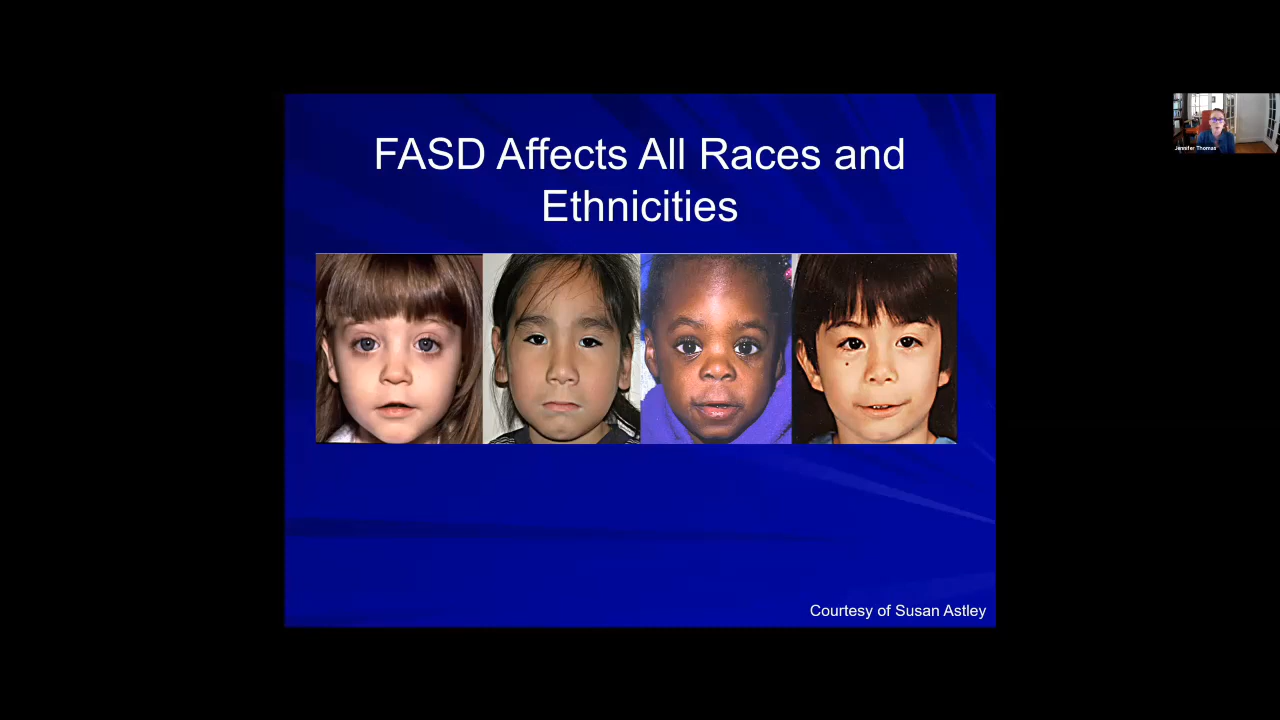 FASD Affects All Races and
Ethnicities
Jennifer Thomas
Courtesy of Susan Astley